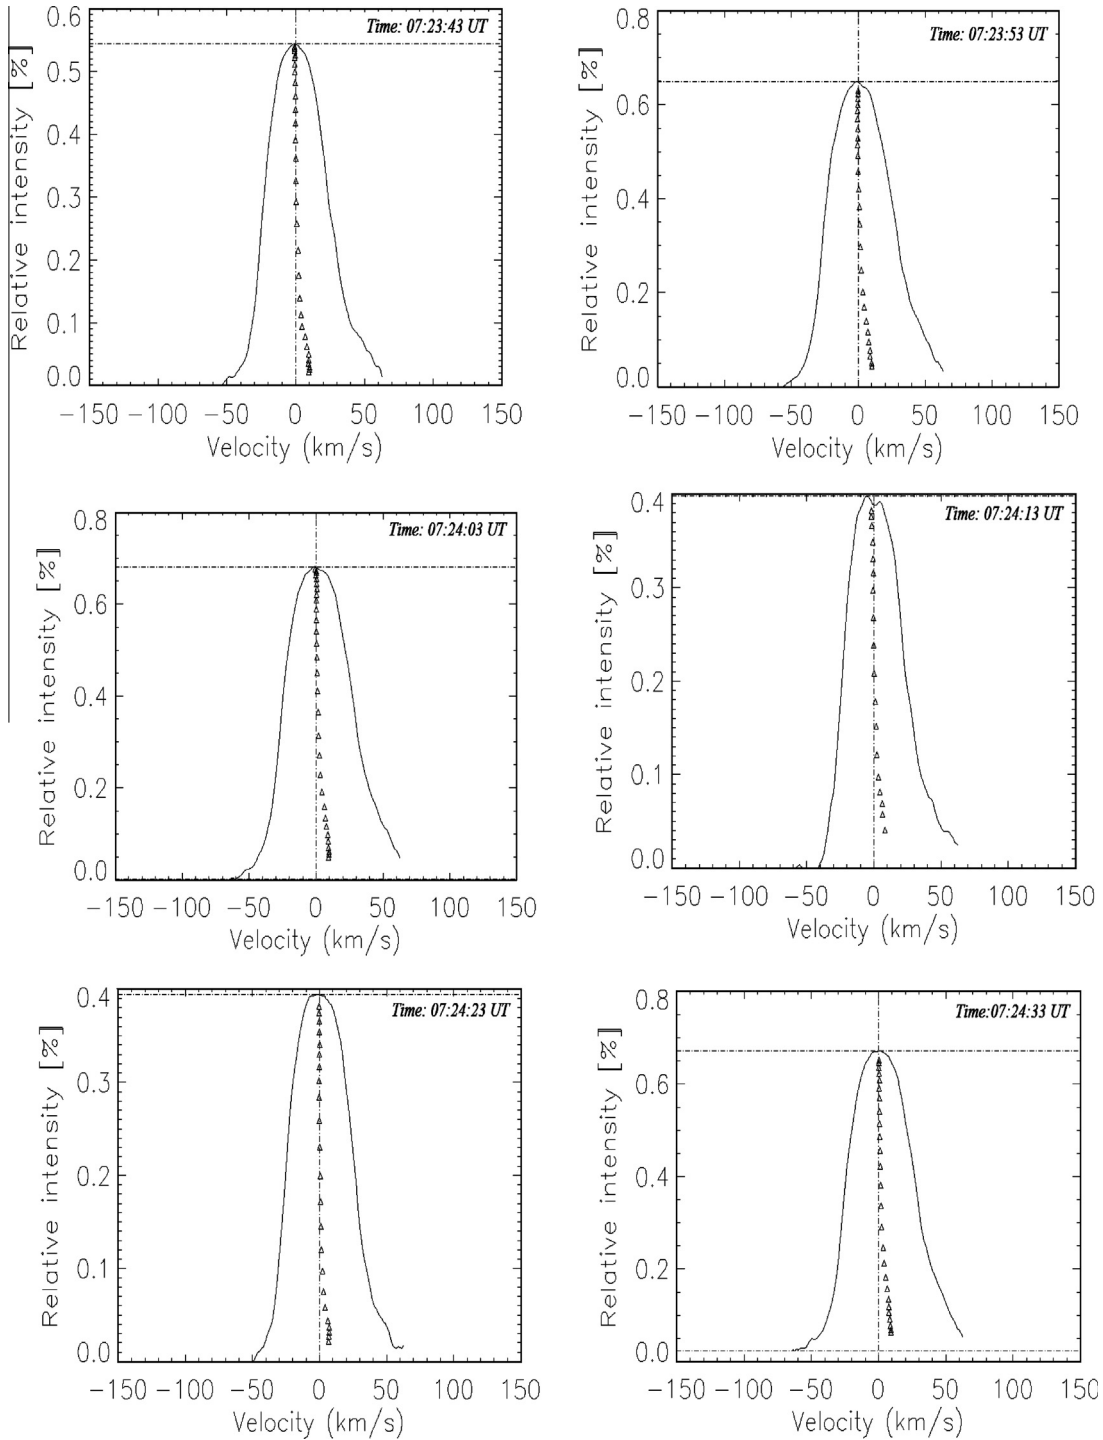 Time: 07:23:43 UT
0.6
0.5
0.4
0.3
0.2
0.1
0.0
Relative intensity [%]
−150 −100 −50 0 50 100 150
Velocity (km/s)
Time: 07:23:53 UT
0.8
0.6
0.4
0.2
0.0
Relative intensity [%]
−150 −100 −50 0 50 100 150
Velocity (km/s)
Time: 07:24:03 UT
0.8
0.6
0.4
0.2
0.0
Relative intensity [%]
−150 −100 −50 0 50 100 150
Velocity (km/s)
Time: 07:24:13 UT
0.4
0.3
0.2
0.1
0.0
Relative intensity [%]
−150 −100 −50 0 50 100 150
Velocity (km/s)
Time: 07:24:23 UT
0.4
0.3
0.2
0.1
0.0
Relative intensity [%]
−150 −100 −50 0 50 100 150
Velocity (km/s)
Time:07:24:33 UT
0.8
0.6
0.4
0.2
0.0
Relative intensity [%]
−150 −100 −50 0 50 100 150
Velocity (km/s)